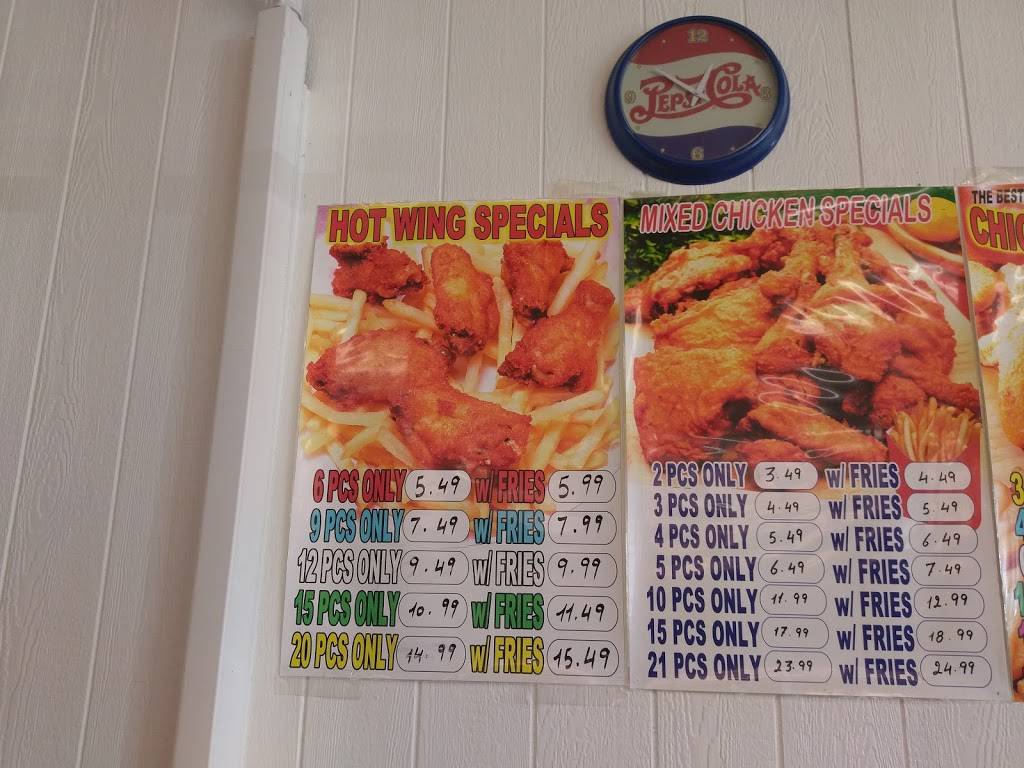 12
9
3
6
PEPSI COLA
HOT WING SPECIALS
6 PCS ONLY 5.49 w/ FRIES 5.99
9 PCS ONLY 7.49 w/ FRIES 7.99
12 PCS ONLY 9.49 w/ FRIES 9.99
15 PCS ONLY 10.99 w/ FRIES 11.49
20 PCS ONLY 14.99 w/ FRIES 15.49
MIXED CHICKEN SPECIALS
2 PCS ONLY 3.49 w/ FRIES 4.49
3 PCS ONLY 4.49 w/ FRIES 5.49
4 PCS ONLY 5.49 w/ FRIES 6.49
5 PCS ONLY 6.49 w/ FRIES 7.49
10 PCS ONLY 11.99 w/ FRIES 12.99
15 PCS ONLY 17.99 w/ FRIES 18.99
21 PCS ONLY 23.99 w/ FRIES 24.99
THE BEST